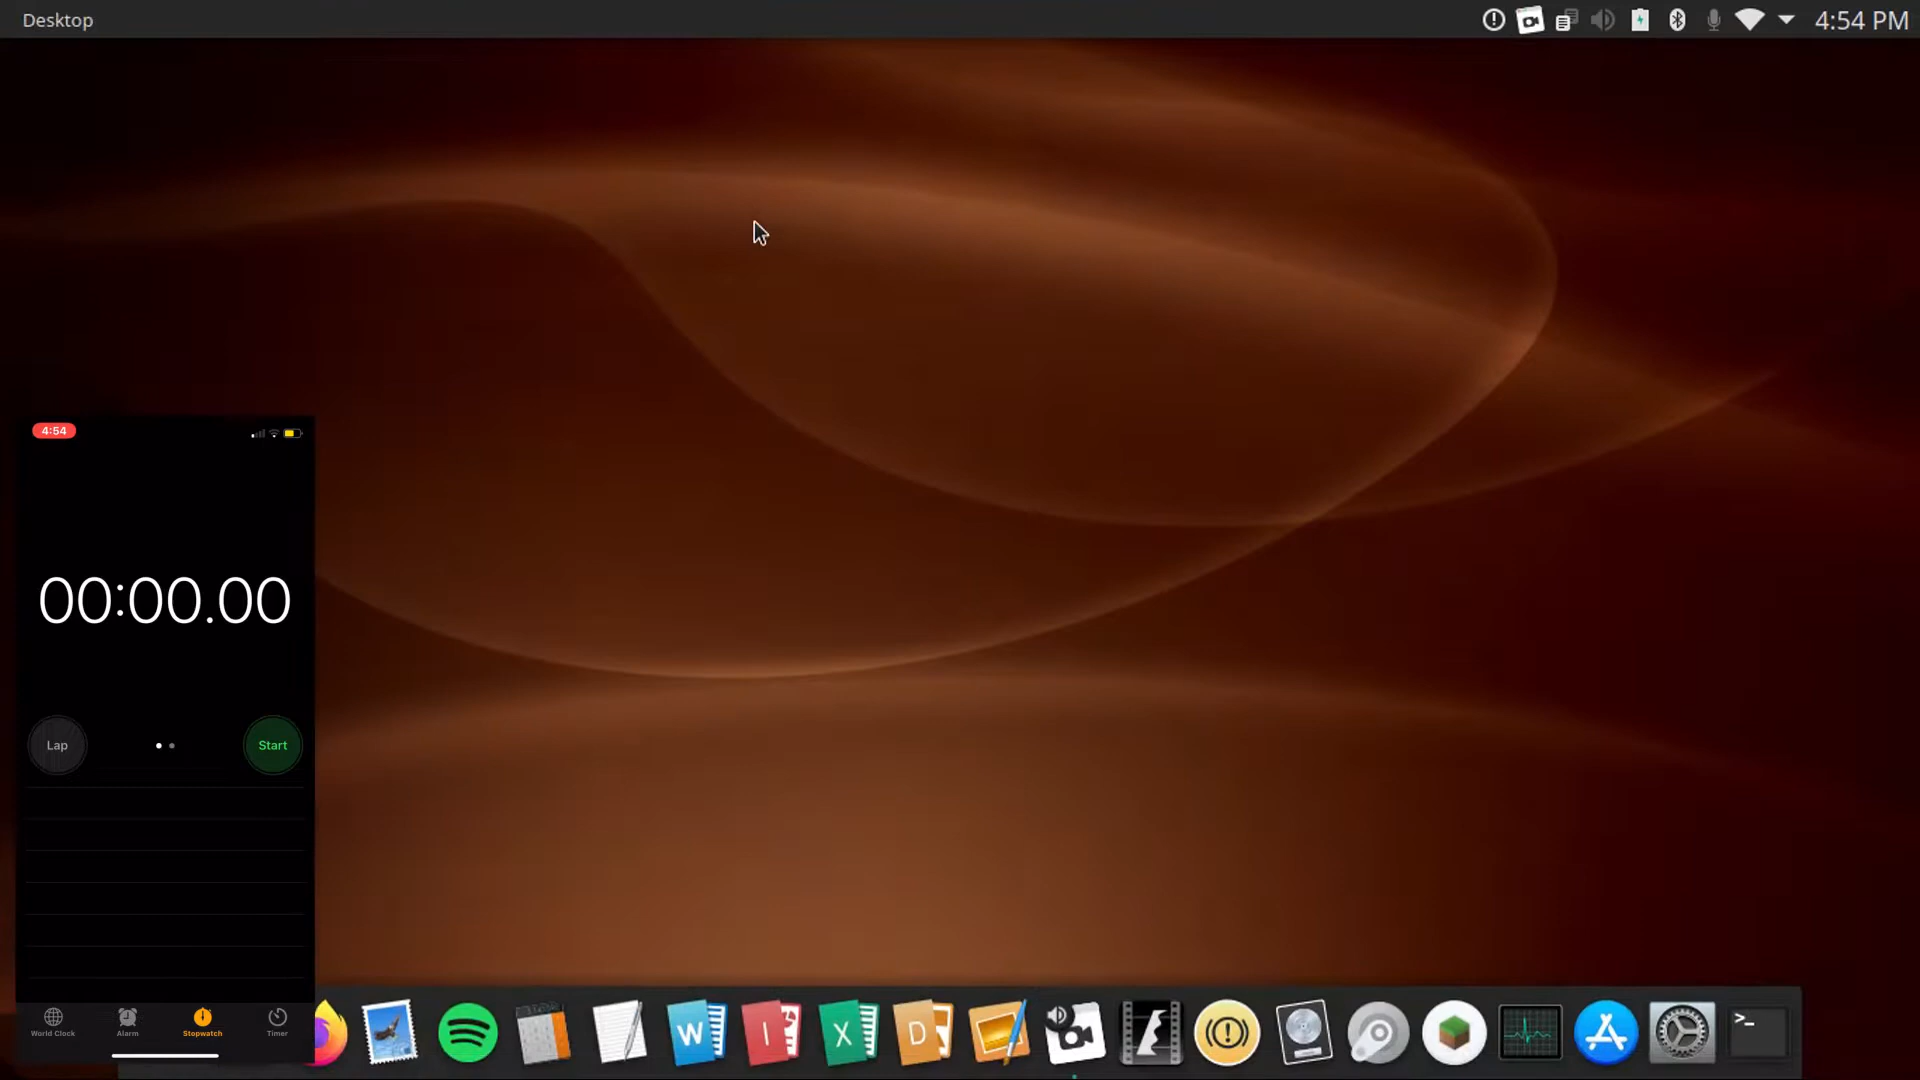 Desktop
4:54 PM
4:54
00:00.00
Lap
Start
World Clock
Alarm
Stopwatch
Timer
W
I
X
D
>_